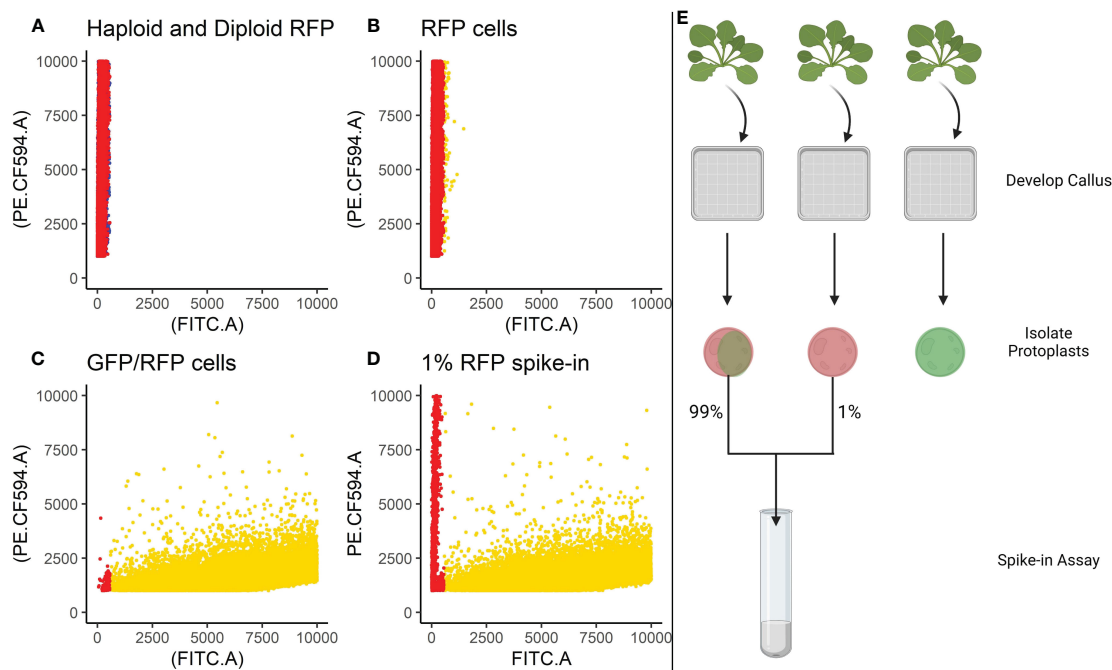 A Haploid and Diploid RFP
10000
7500
5000
2500
0
(PE.CF594.A)
0 2500 5000 7500 10000
(FITC.A)
B RFP cells
10000
7500
5000
2500
0
(PE.CF594.A)
0 2500 5000 7500 10000
(FITC.A)
C GFP/RFP cells
10000
7500
5000
2500
0
(PE.CF594.A)
0 2500 5000 7500 10000
(FITC.A)
D 1% RFP spike-in
10000
7500
5000
2500
0
PE.CF594.A
0 2500 5000 7500 10000
FITC.A
E
Develop Callus
Isolate
Protoplasts
99%
1%
Spike-in Assay